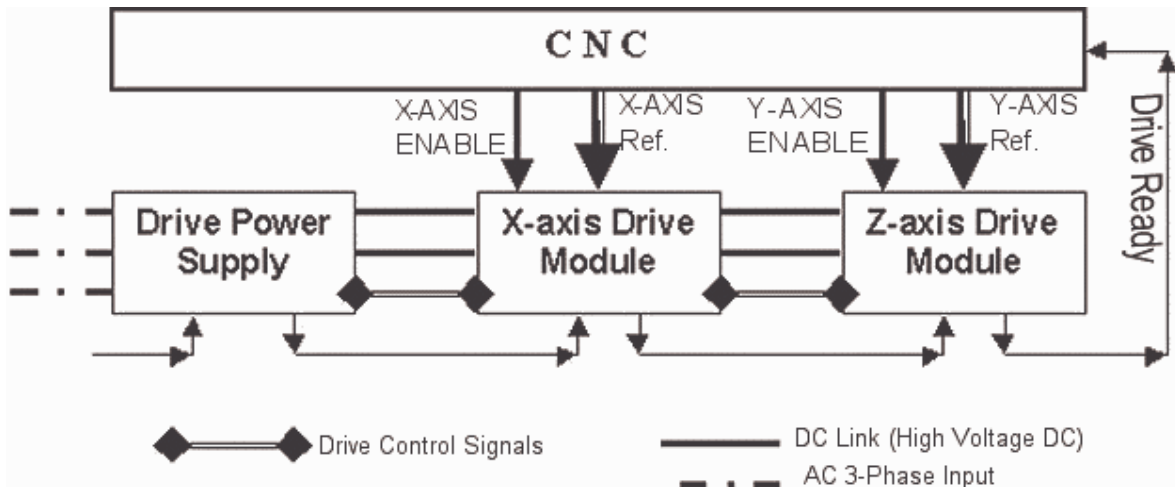 C N C
X-AXIS
ENABLE
X-AXIS
Ref.
Y-AXIS
ENABLE
Y-AXIS
Ref.
Drive Ready
Drive Power
Supply
X-axis Drive
Module
Z-axis Drive
Module
Drive Control Signals
DC Link (High Voltage DC)
AC 3-Phase Input